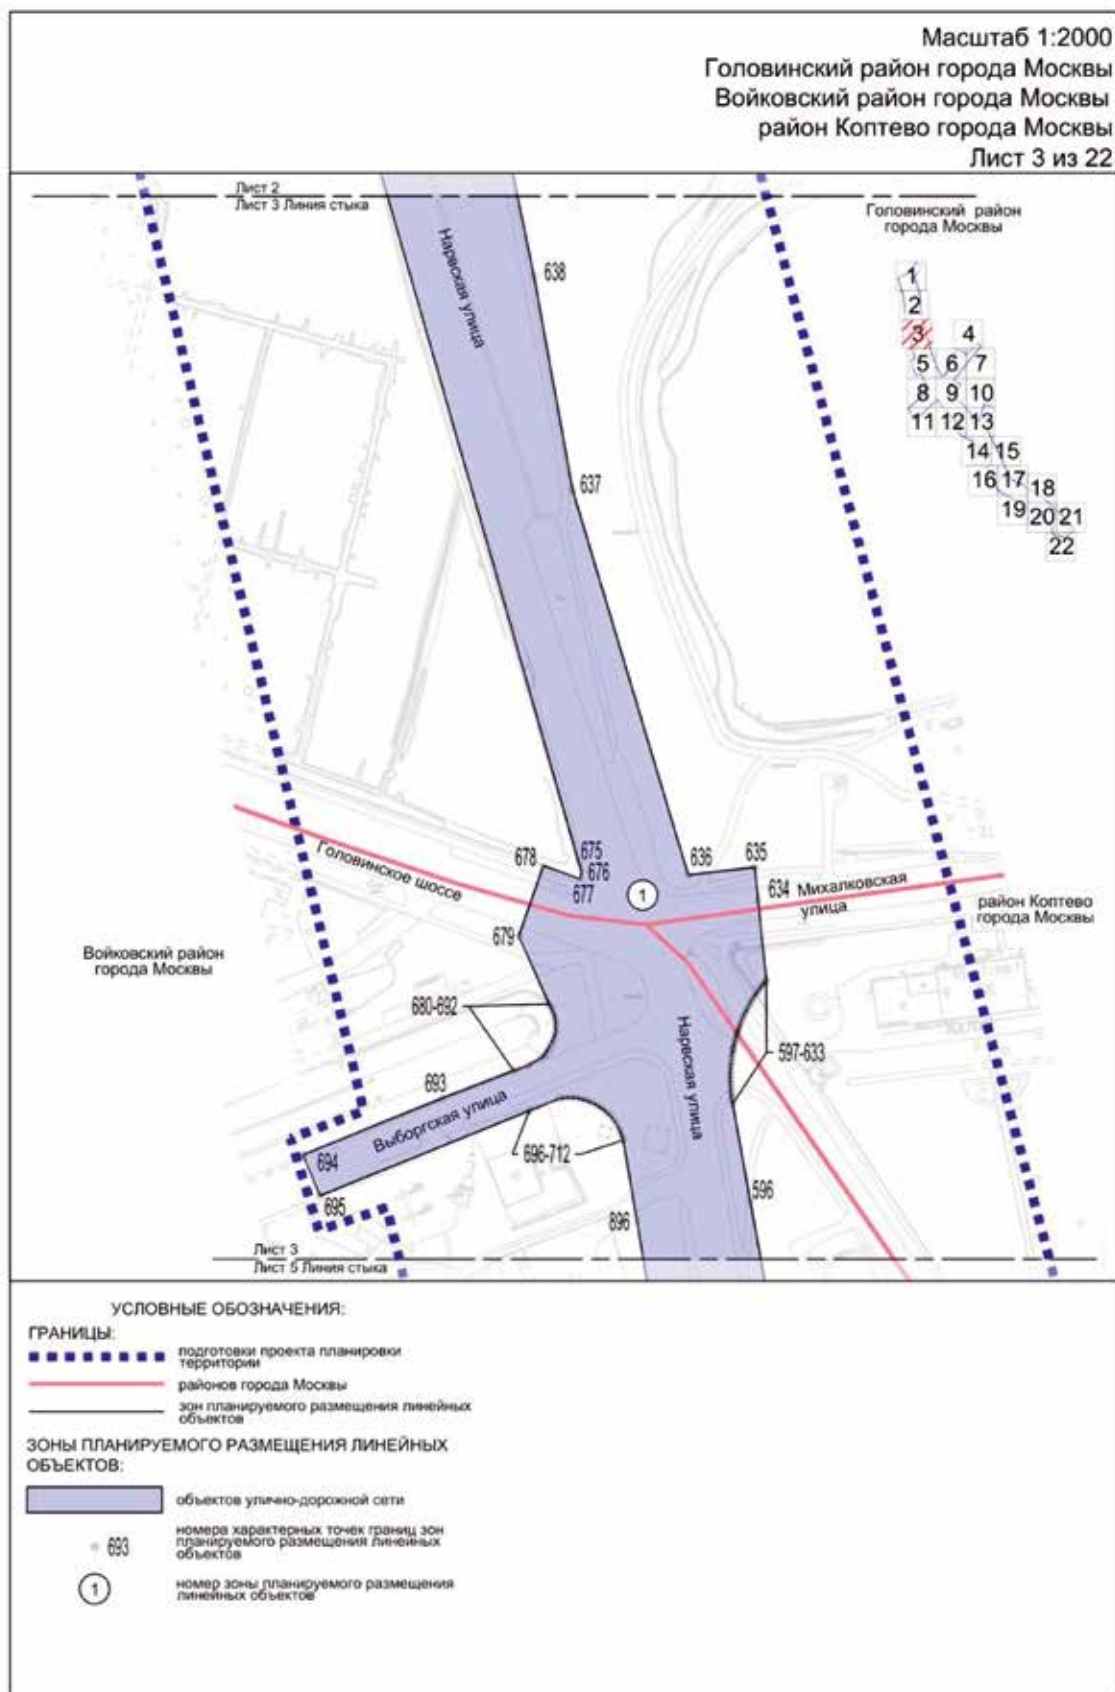 Масштаб 1:2000
Головинский район города Москвы
Войковский район города Москвы
район Коптево города Москвы
Лист 3 из 22
Лист 2
Лист 3 Линия стыка
Головинский район
города Москвы
Нарвская улица
638
1
2
3 4
5 6 7
8 9 10
11 12 13
14 15
16 17 18
19 20 21
22
637
678
675
676
677
636
635
634
Михалковская
улица
1
Головинское шоссе
район Коптево
города Москвы
679
Войковский район
города Москвы
680-692
597-633
Нарвская улица
693
Выборгская улица
694
695
696-712
596
896
Лист 3
Лист 5 Линия стыка
УСЛОВНЫЕ ОБОЗНАЧЕНИЯ:
ГРАНИЦЫ:
подготовки проекта планировки
территории
районов города Москвы
зон планируемого размещения линейных
объектов
ЗОНЫ ПЛАНИРУЕМОГО РАЗМЕЩЕНИЯ ЛИНЕЙНЫХ
ОБЪЕКТОВ:
объектов улично-дорожной сети
693
номера характерных точек границ зон
планируемого размещения линейных
объектов
1
номер зоны планируемого размещения
линейных объектов